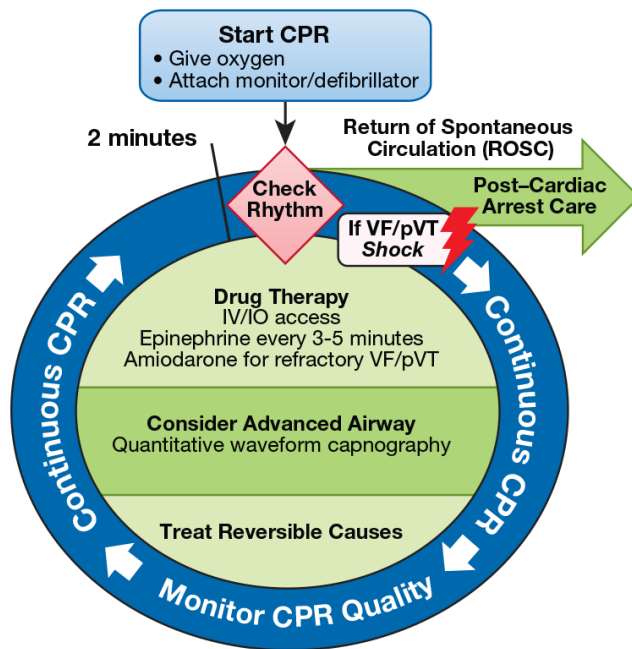 Start CPR
• Give oxygen
• Attach monitor/defibrillator
2 minutes
Return of Spontaneous
Circulation (ROSC)
Post–Cardiac
Arrest Care
Check
Rhythm
If VF/pVT
Shock
Drug Therapy
IV/IO access
Epinephrine every 3-5 minutes
Amiodarone for refractory VF/pVT
Consider Advanced Airway
Quantitative waveform capnography
Treat Reversible Causes
Continuous CPR
Monitor CPR Quality
Continuous CPR